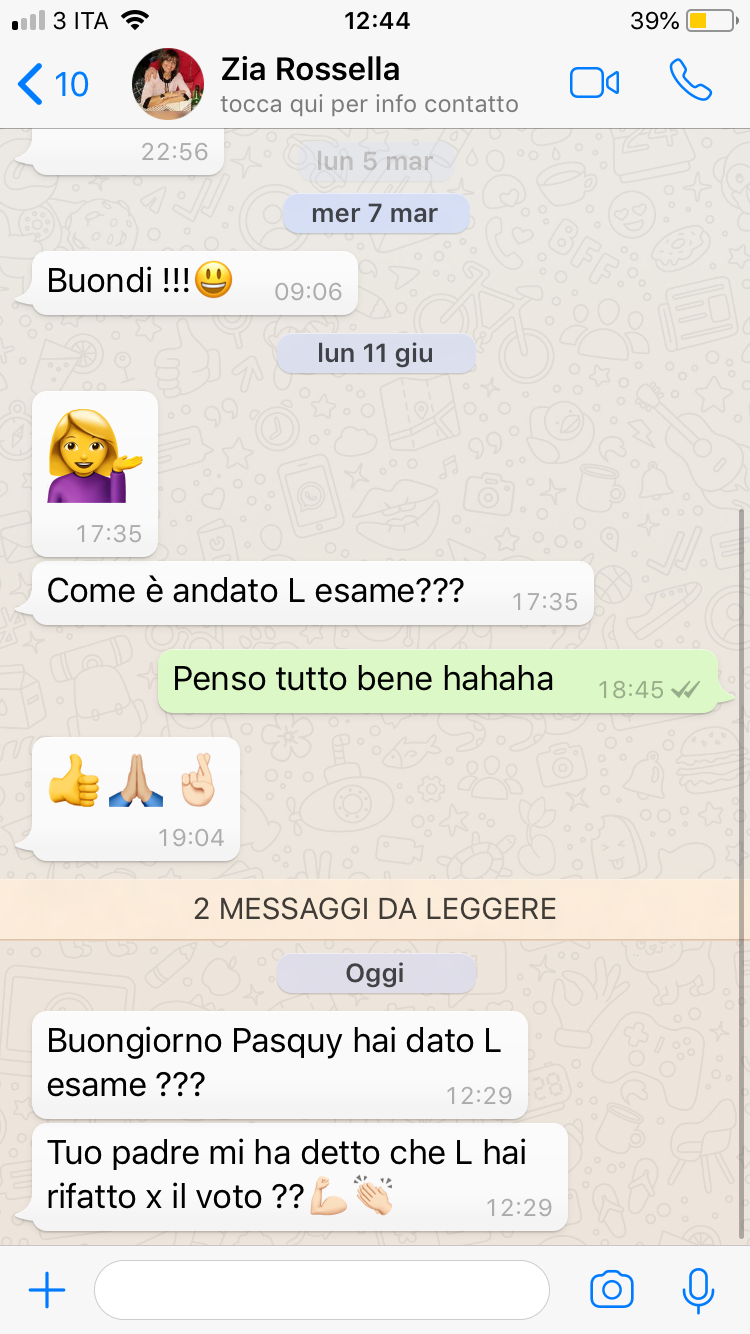 3 ITA 12:44 39%
10 Zia Rossella
tocca qui per info contatto
22:56
lun 5 mar
mer 7 mar
Buondi !!!😃 09:06
lun 11 giu
17:35
Come è andato L esame??? 17:35
Penso tutto bene hahaha 18:45
👍🙏🏼🤞🏻
19:04
2 MESSAGGI DA LEGGERE
Oggi
Buongiorno Pasquy hai dato L
esame ???
12:29
Tuo padre mi ha detto che L hai
rifatto x il voto ??💪🏻👏🏻
12:29